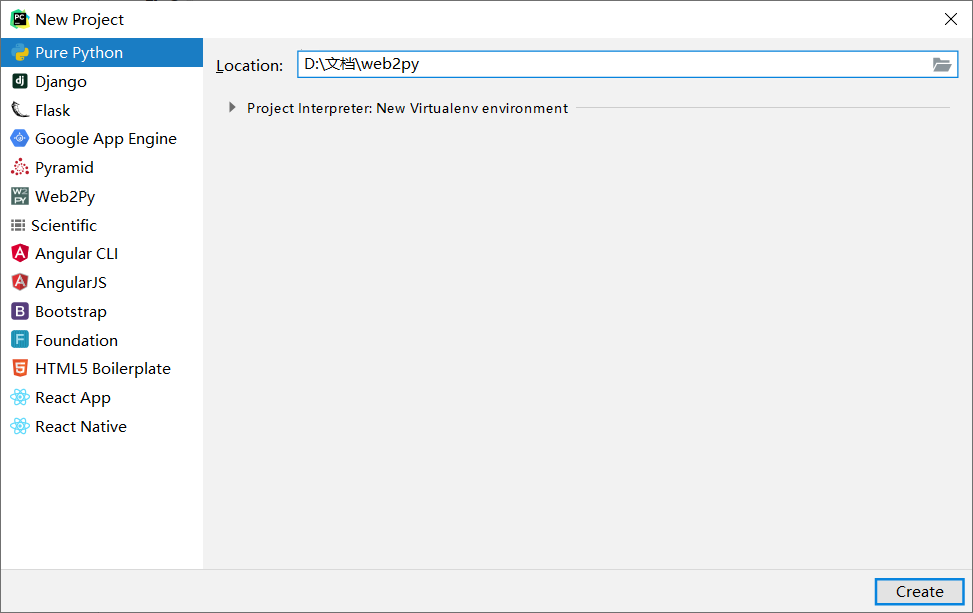 New Project
Pure Python
Django
Flask
Google App Engine
Pyramid
Web2Py
Scientific
Angular CLI
AngularJS
Bootstrap
Foundation
HTML5 Boilerplate
React App
React Native
Location: D:\文档\web2py
Project Interpreter: New Virtualenv environment
Create